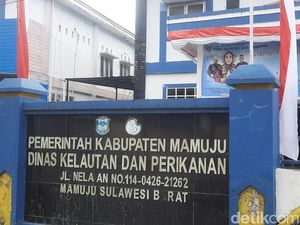 PEMERINTAH KABUPATEN MAMUJU
DINAS KELAUTAN DAN PERIKANAN
JL. NELA AN NO.114-0426-21262
MAMUJU SULAWESI B RAT
detikcom